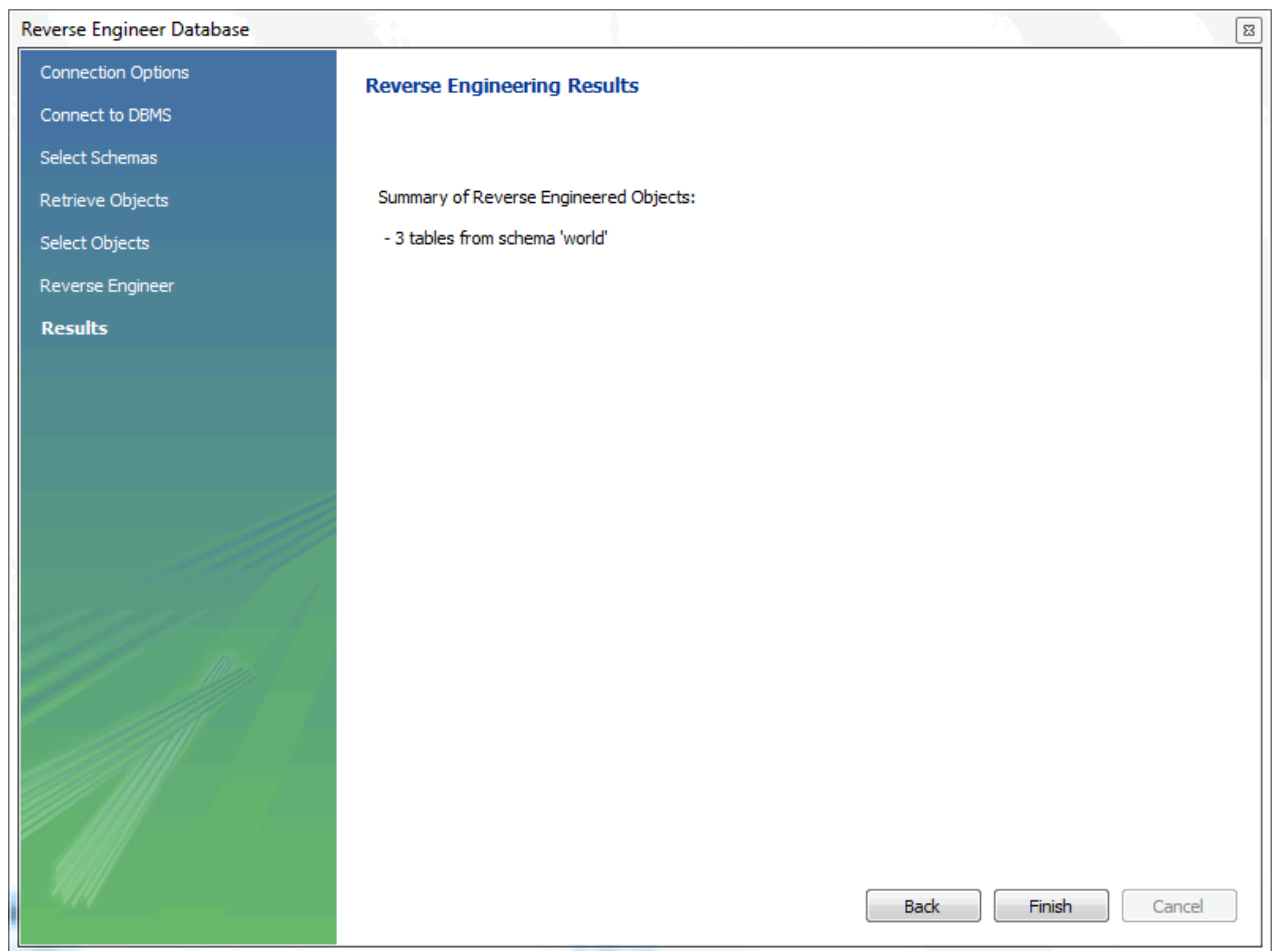 Reverse Engineer Database
Connection Options
Connect to DBMS
Select Schemas
Retrieve Objects
Select Objects
Reverse Engineer
Results
Reverse Engineering Results
Summary of Reverse Engineered Objects:
- 3 tables from schema 'world'
Back Finish Cancel